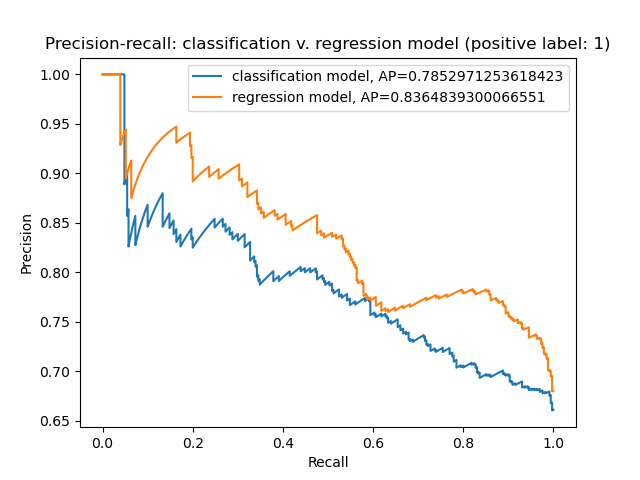 Precision-recall: classification v. regression model (positive label: 1)
classification model, AP=0.7852971253618423
regression model, AP=0.8364839300066551
1.00
0.95
0.90
0.85
0.80
0.75
0.70
0.65
Precision
0.0 0.2 0.4 0.6 0.8 1.0
Recall